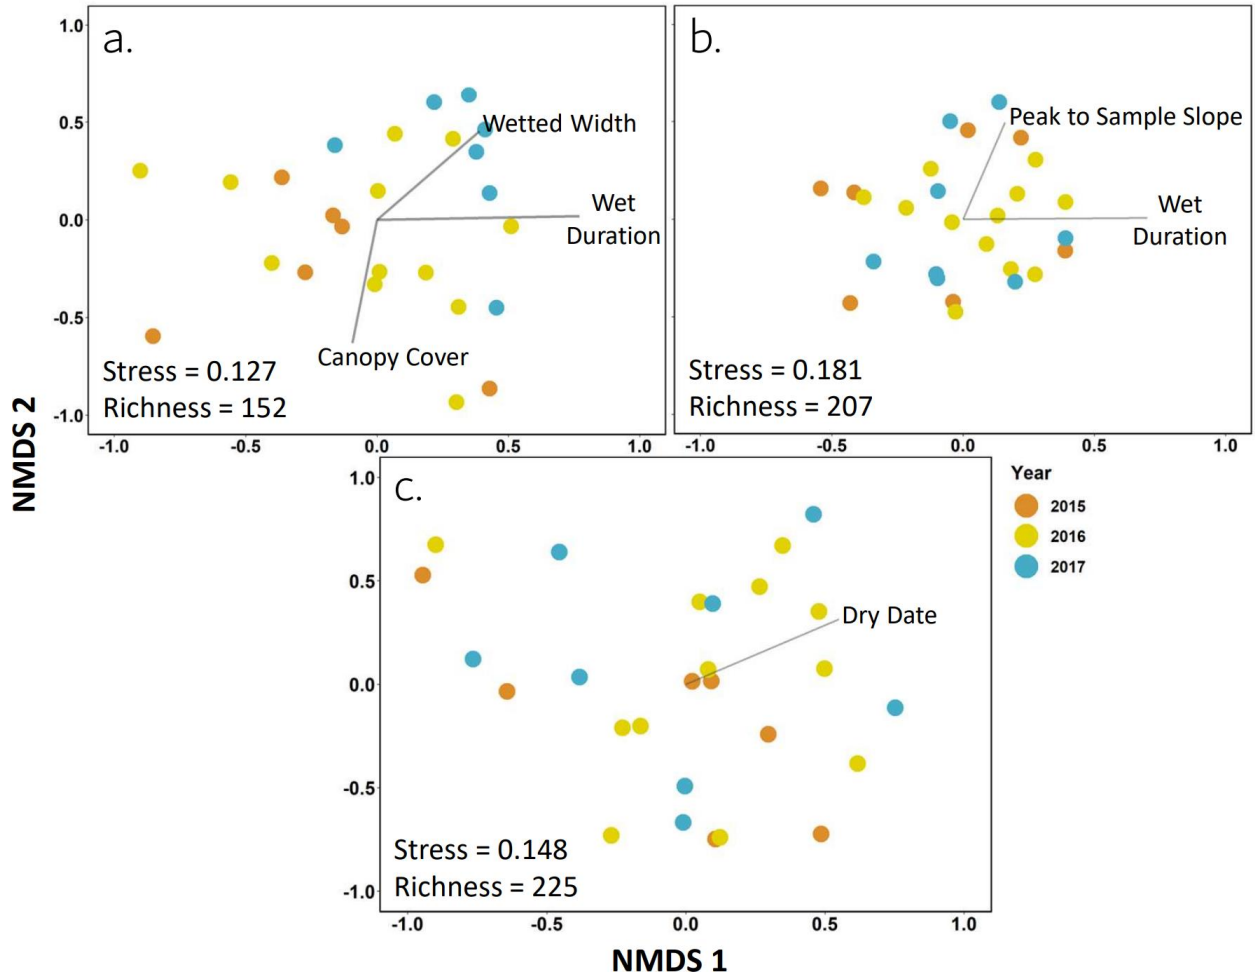 a.
1.0
0.5
0.0
-0.5
-1.0
Wetted Width
Wet
Duration
Canopy Cover
Stress = 0.127
Richness = 152
-1.0 -0.5 0.0 0.5 1.0
b.
Peak to Sample Slope
Wet
Duration
Stress = 0.181
Richness = 207
-1.0 -0.5 0.0 0.5 1.0
NMDS 2
c.
1.0
0.5
0.0
-0.5
-1.0
Dry Date
Stress = 0.148
Richness = 225
-1.0 -0.5 0.0 0.5 1.0
NMDS 1
Year
2015
2016
2017